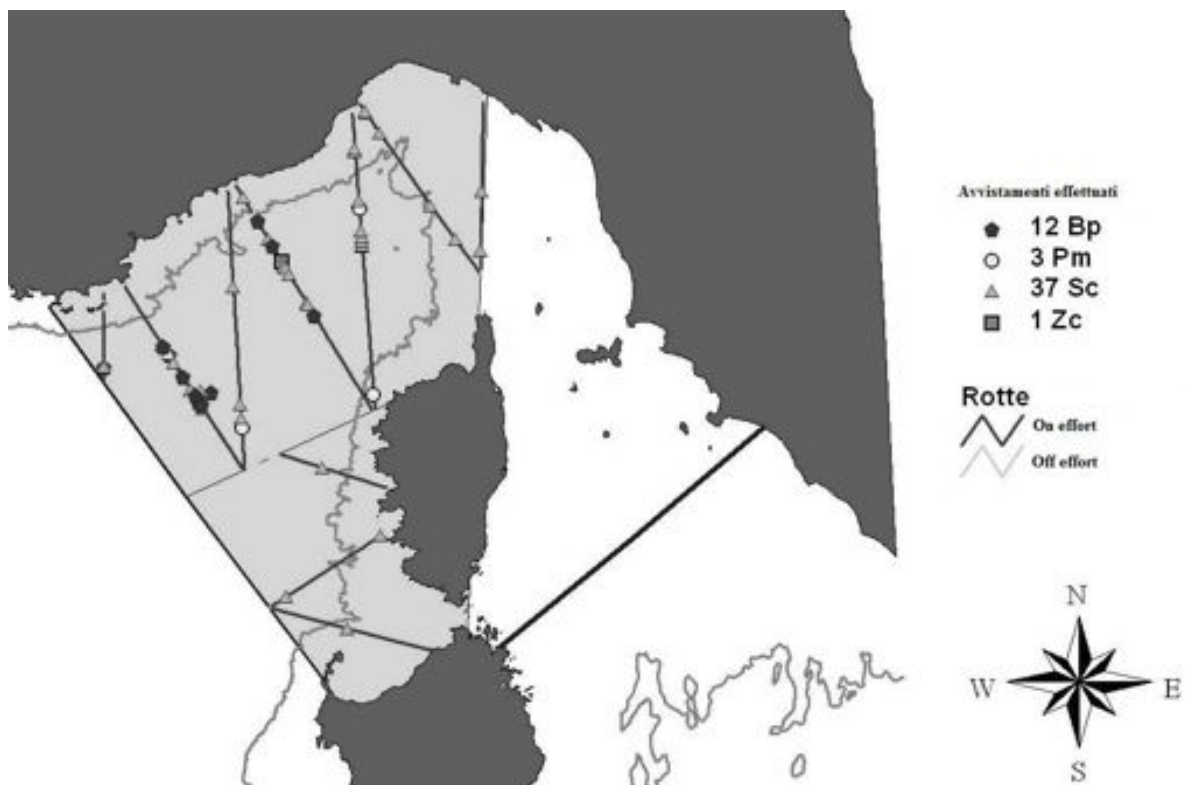 Avvistamenti effettuati
12 Bp
3 Pm
37 Sc
1 Zc
Rotte
On effort
Off effort
N
W
E
S